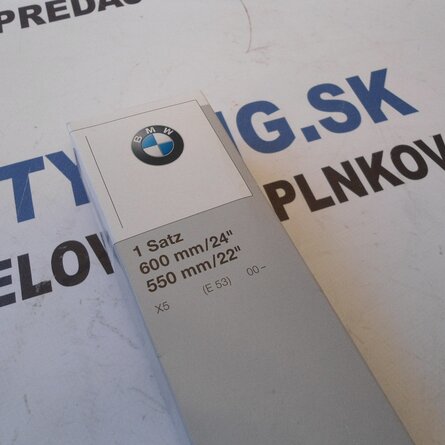 PREDAJ
TY
NG.SK
ELOV
PLNKOV
BMW
1 Satz
600 mm/24"
550 mm/22"
X5 (E 53) 00–